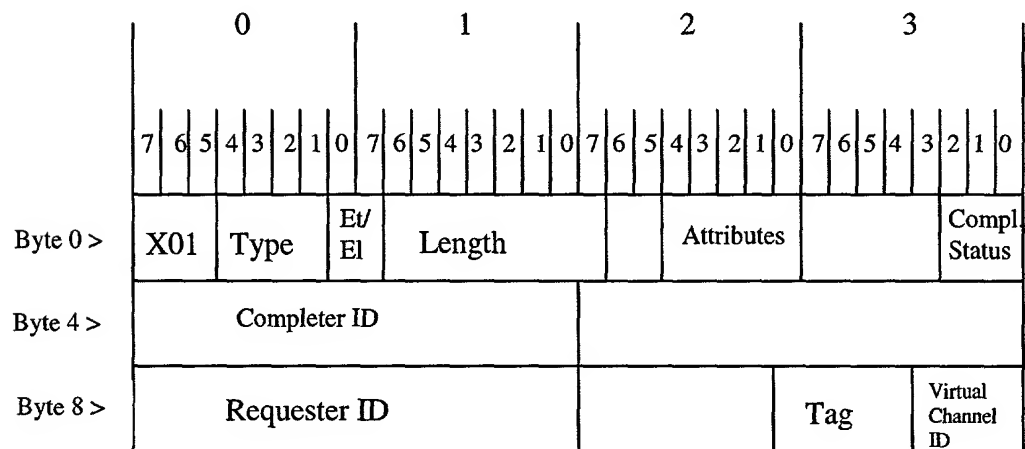 0 1 2 3
7 6 5 4 3 2 1 0 7 6 5 4 3 2 1 0 7 6 5 4 3 2 1 0 7 6 5 4 3 2 1 0
Byte 0 > X01 Type Et/ El Length Attributes Compl. Status
Byte 4 > Completer ID
Byte 8 > Requester ID Tag Virtual Channel ID